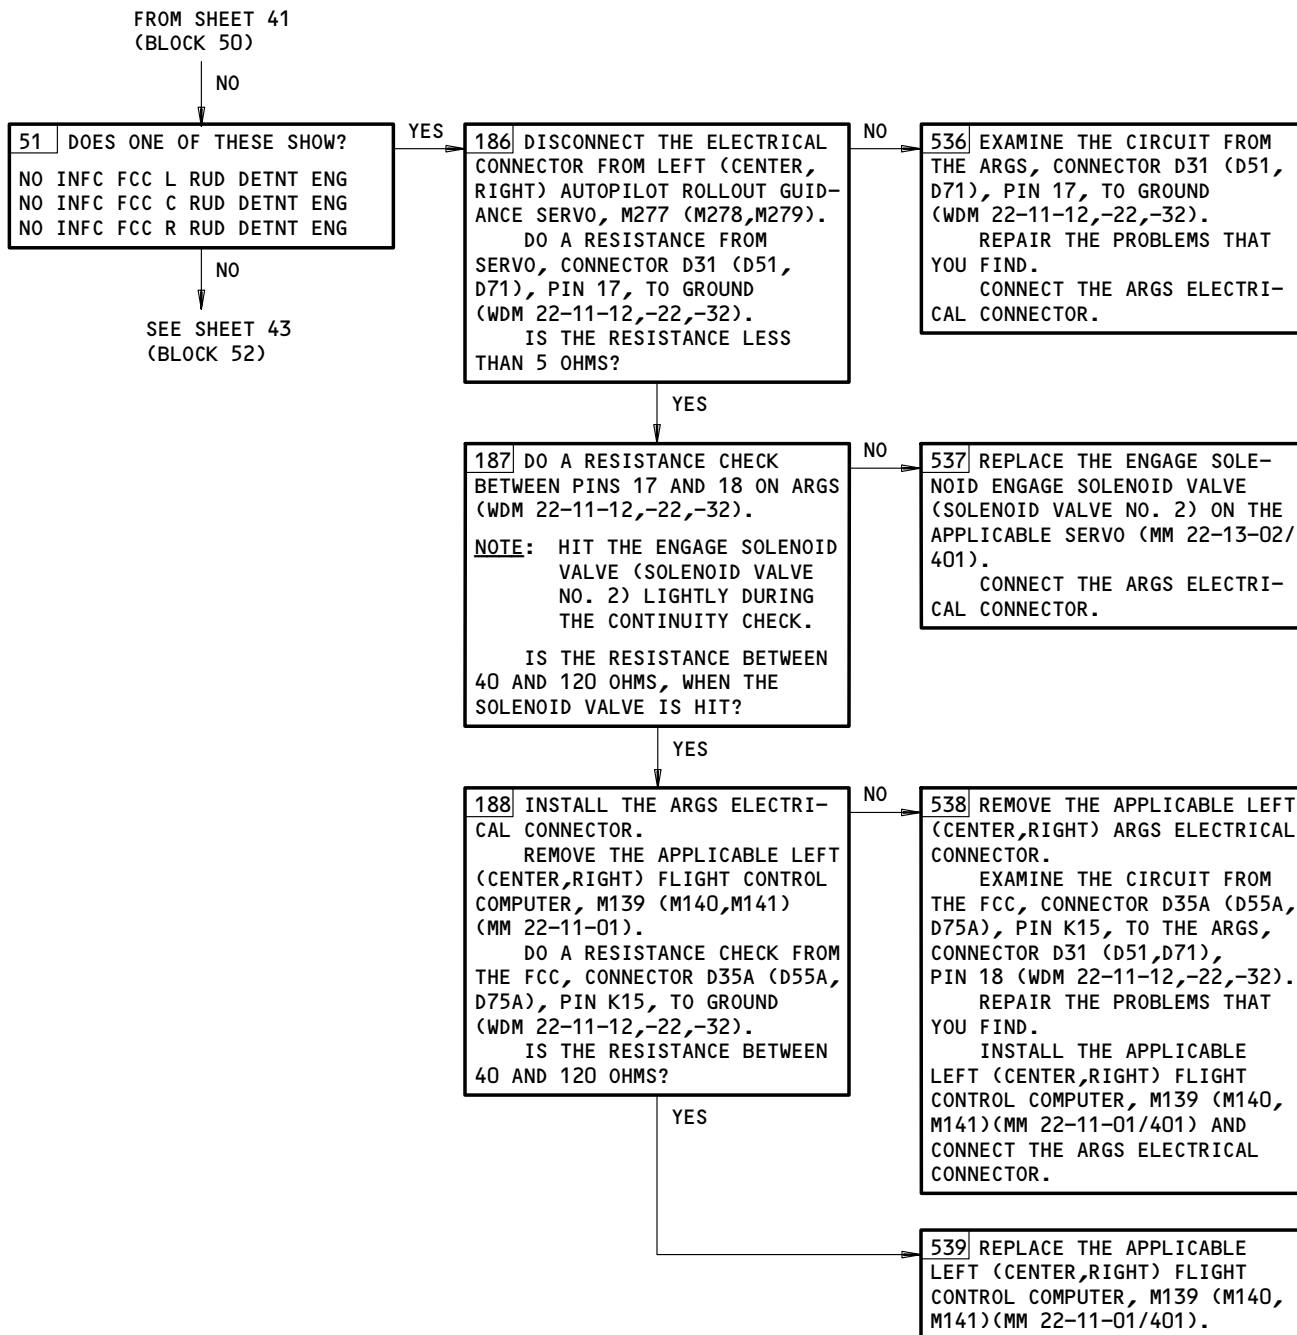 FROM SHEET 41
(BLOCK 50)
NO
51 DOES ONE OF THESE SHOW?
NO INFC FCC L RUD DETNT ENG
NO INFC FCC C RUD DETNT ENG
NO INFC FCC R RUD DETNT ENG
NO
SEE SHEET 43
(BLOCK 52)
YES
186 DISCONNECT THE ELECTRICAL
CONNECTOR FROM LEFT (CENTER,
RIGHT) AUTOPILOT ROLLOUT GUID-
ANCE SERVO, M277 (M278,M279).
DO A RESISTANCE FROM
SERVO, CONNECTOR D31 (D51,
D71), PIN 17, TO GROUND
(WDM 22-11-12,-22,-32).
IS THE RESISTANCE LESS
THAN 5 OHMS?
NO
536 EXAMINE THE CIRCUIT FROM
THE ARGS, CONNECTOR D31 (D51,
D71), PIN 17, TO GROUND
(WDM 22-11-12,-22,-32).
REPAIR THE PROBLEMS THAT
YOU FIND.
CONNECT THE ARGS ELECTRI-
CAL CONNECTOR.
YES
187 DO A RESISTANCE CHECK
BETWEEN PINS 17 AND 18 ON ARGS
(WDM 22-11-12,-22,-32).
NOTE: HIT THE ENGAGE SOLENOID
VALVE (SOLENOID VALVE
NO. 2) LIGHTLY DURING
THE CONTINUITY CHECK.
IS THE RESISTANCE BETWEEN
40 AND 120 OHMS, WHEN THE
SOLENOID VALVE IS HIT?
NO
537 REPLACE THE ENGAGE SOLE-
NOID ENGAGE SOLENOID VALVE
(SOLENOID VALVE NO. 2) ON THE
APPLICABLE SERVO (MM 22-13-02/
401).
CONNECT THE ARGS ELECTRI-
CAL CONNECTOR.
YES
188 INSTALL THE ARGS ELECTRI-
CAL CONNECTOR.
REMOVE THE APPLICABLE LEFT
(CENTER,RIGHT) FLIGHT CONTROL
COMPUTER, M139 (M140,M141)
(MM 22-11-01).
DO A RESISTANCE CHECK FROM
THE FCC, CONNECTOR D35A (D55A,
D75A), PIN K15, TO GROUND
(WDM 22-11-12,-22,-32).
IS THE RESISTANCE BETWEEN
40 AND 120 OHMS?
NO
538 REMOVE THE APPLICABLE LEFT
(CENTER,RIGHT) ARGS ELECTRICAL
CONNECTOR.
EXAMINE THE CIRCUIT FROM
THE FCC, CONNECTOR D35A (D55A,
D75A), PIN K15, TO THE ARGS,
CONNECTOR D31 (D51,D71),
PIN 18 (WDM 22-11-12,-22,-32).
REPAIR THE PROBLEMS THAT
YOU FIND.
INSTALL THE APPLICABLE
LEFT (CENTER,RIGHT) FLIGHT
CONTROL COMPUTER, M139 (M140,
M141)(MM 22-11-01/401) AND
CONNECT THE ARGS ELECTRICAL
CONNECTOR.
YES
539 REPLACE THE APPLICABLE
LEFT (CENTER,RIGHT) FLIGHT
CONTROL COMPUTER, M139 (M140,
M141)(MM 22-11-01/401).